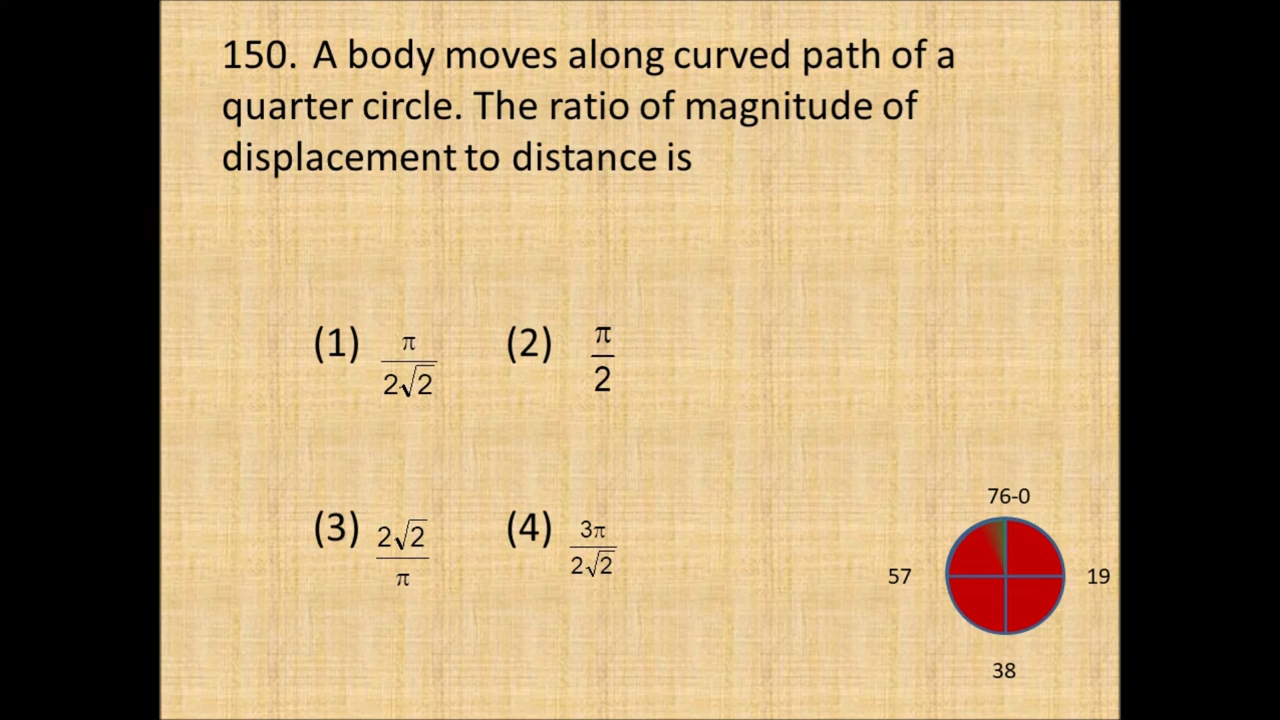 150. A body moves along curved path of a
quarter circle. The ratio of magnitude of
displacement to distance is
(1) π/2√2 (2) π/2
(3) 2√2/π (4) 3π/2√2
76-0
57 19
38